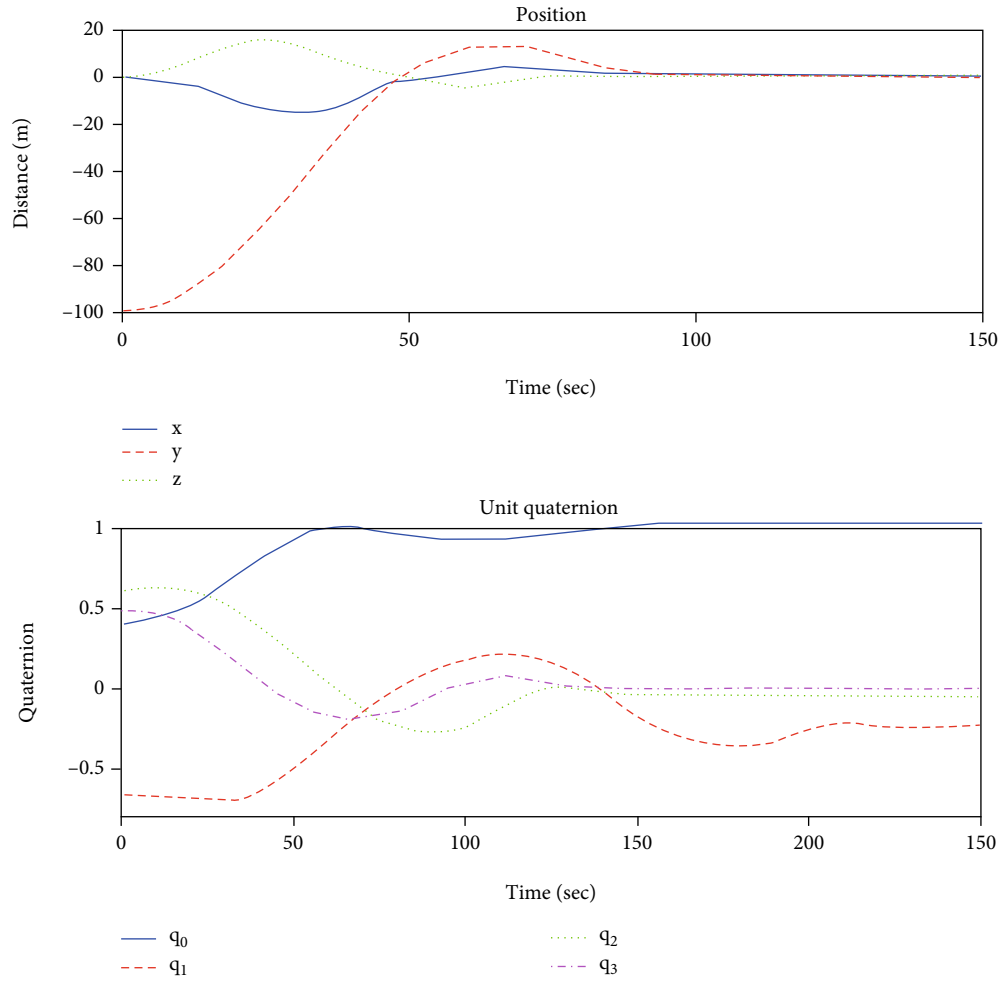 Position
20
0
–20
–40
–60
–80
–100
Distance (m)
0 50 100 150
Time (sec)
x
y
z
Unit quaternion
1
0.5
0
–0.5
Quaternion
0 50 100 150 200 150
Time (sec)
q₀ q₂
q₁ q₃